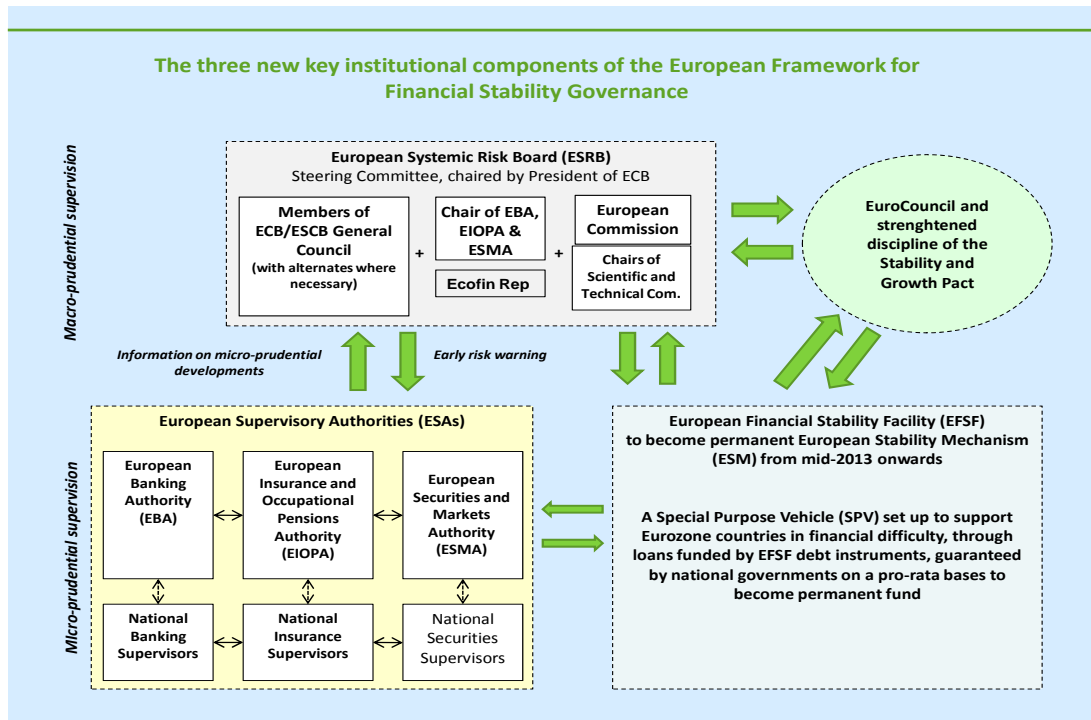 The three new key institutional components of the European Framework for
Financial Stability Governance
Macro-prudential supervision
European Systemic Risk Board (ESRB)
Steering Committee, chaired by President of ECB
Members of
ECB/ESCB General
Council
(with alternates where
necessary)
+
Chair of EBA,
EIOPA &
ESMA
Ecofin Rep
+
European
Commission
Chairs of
Scientific and
Technical Com.
EuroCouncil and
strenghtened
discipline of the
Stability and
Growth Pact
Information on micro-prudential
developments
Early risk warning
MIcro-prudential supervision
European Supervisory Authorities (ESAs)
European
Banking
Authority
(EBA)
European
Insurance and
Occupational
Pensions
Authority
(EIOPA)
European
Securities and
Markets
Authority
(ESMA)
National
Banking
Supervisors
National
Insurance
Supervisors
National
Securities
Supervisors
European Financial Stability Facility (EFSF)
to become permanent European Stability Mechanism
(ESM) from mid-2013 onwards
A Special Purpose Vehicle (SPV) set up to support
Eurozone countries in financial difficulty, through
loans funded by EFSF debt instruments, guaranteed
by national governments on a pro-rata bases to
become permanent fund